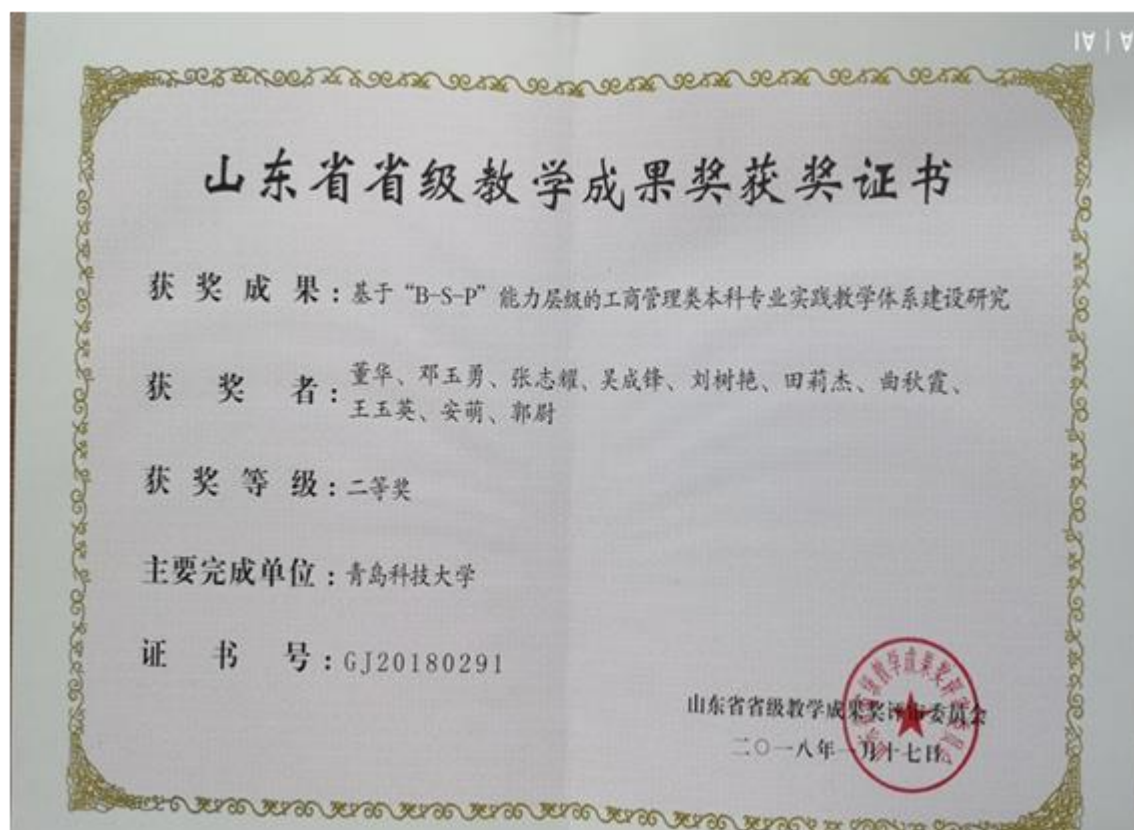 山东省省级教学成果奖获奖证书
获奖成果：基于“B-S-P”能力层级的工商管理类本科专业实践教学体系建设研究
获奖者：董华、邓玉勇、张志耀、吴成锋、刘树艳、田莉杰、曲秋霞、
王玉英、安萌、郭尉
获奖等级：二等奖
主要完成单位：青岛科技大学
证书号：GJ20180291
山东省省级教学成果奖评审委员会
二〇一八年一月十七日